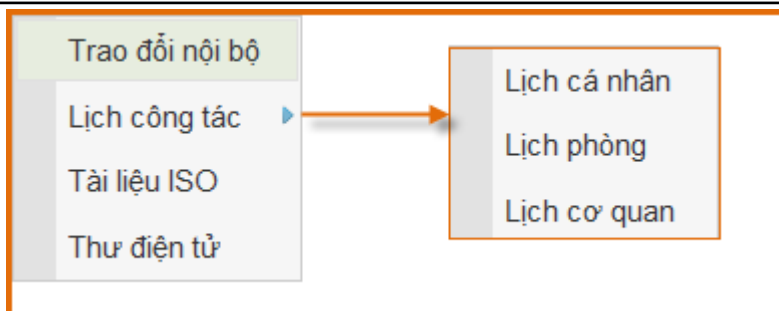 Trao đổi nội bộ
Lịch công tác
Tài liệu ISO
Thư điện tử
Lịch cá nhân
Lịch phòng
Lịch cơ quan